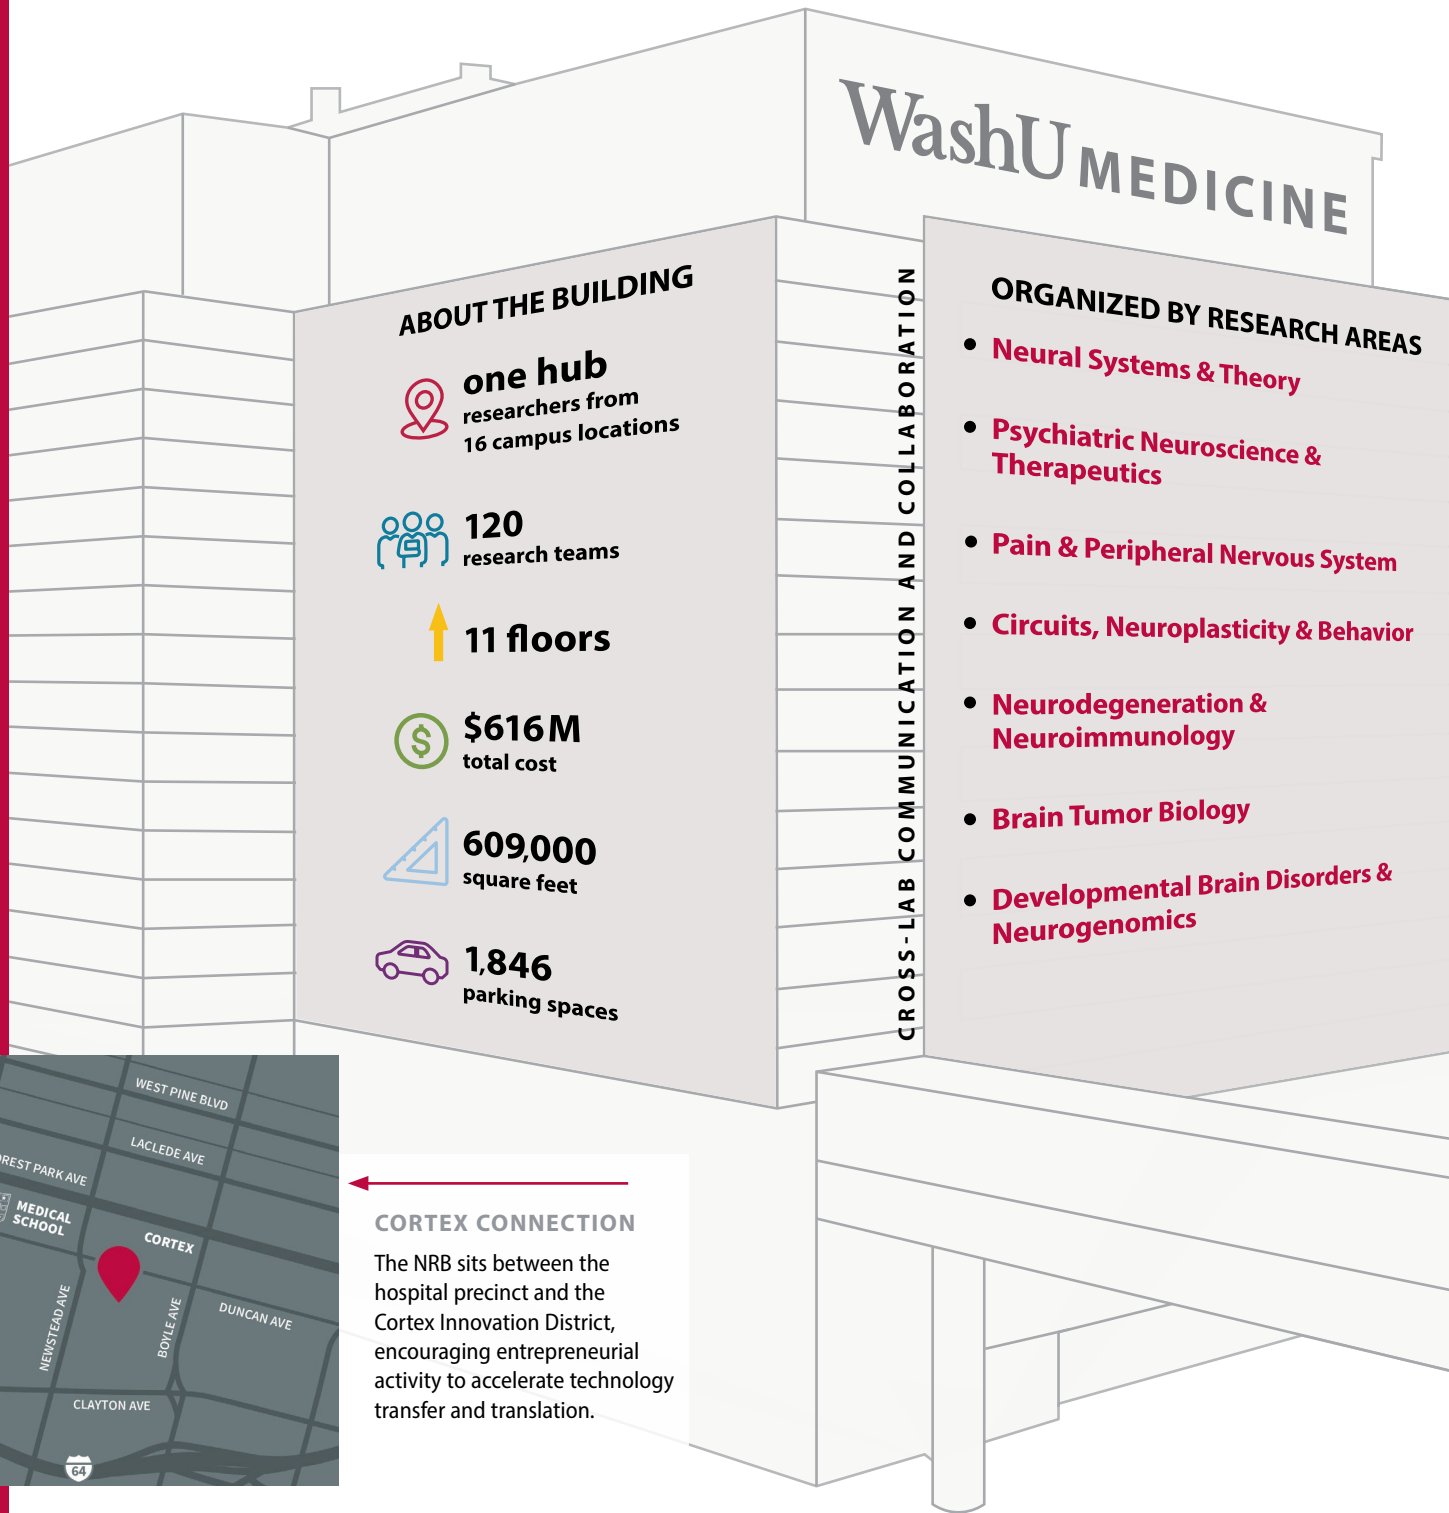 WashU MEDICINE
ABOUT THE BUILDING
one hub
researchers from
16 campus locations
120
research teams
11 floors
$616 M
total cost
609,000
square feet
1,846
parking spaces
CROSS-LAB COMMUNICATION AND COLLABORATION
ORGANIZED BY RESEARCH AREAS
• Neural Systems & Theory
• Psychiatric Neuroscience &
Therapeutics
• Pain & Peripheral Nervous System
• Circuits, Neuroplasticity & Behavior
• Neurodegeneration &
Neuroimmunology
• Brain Tumor Biology
• Developmental Brain Disorders &
Neurogenomics
WEST PINE BLVD
LACLEDE AVE
OREST PARK AVE
MEDICAL
SCHOOL
CORTEX
NEWSTEAD AVE
BOYLE AVE
DUNCAN AVE
CLAYTON AVE
64
CORTEX CONNECTION
The NRB sits between the
hospital precinct and the
Cortex Innovation District,
encouraging entrepreneurial
activity to accelerate technology
transfer and translation.